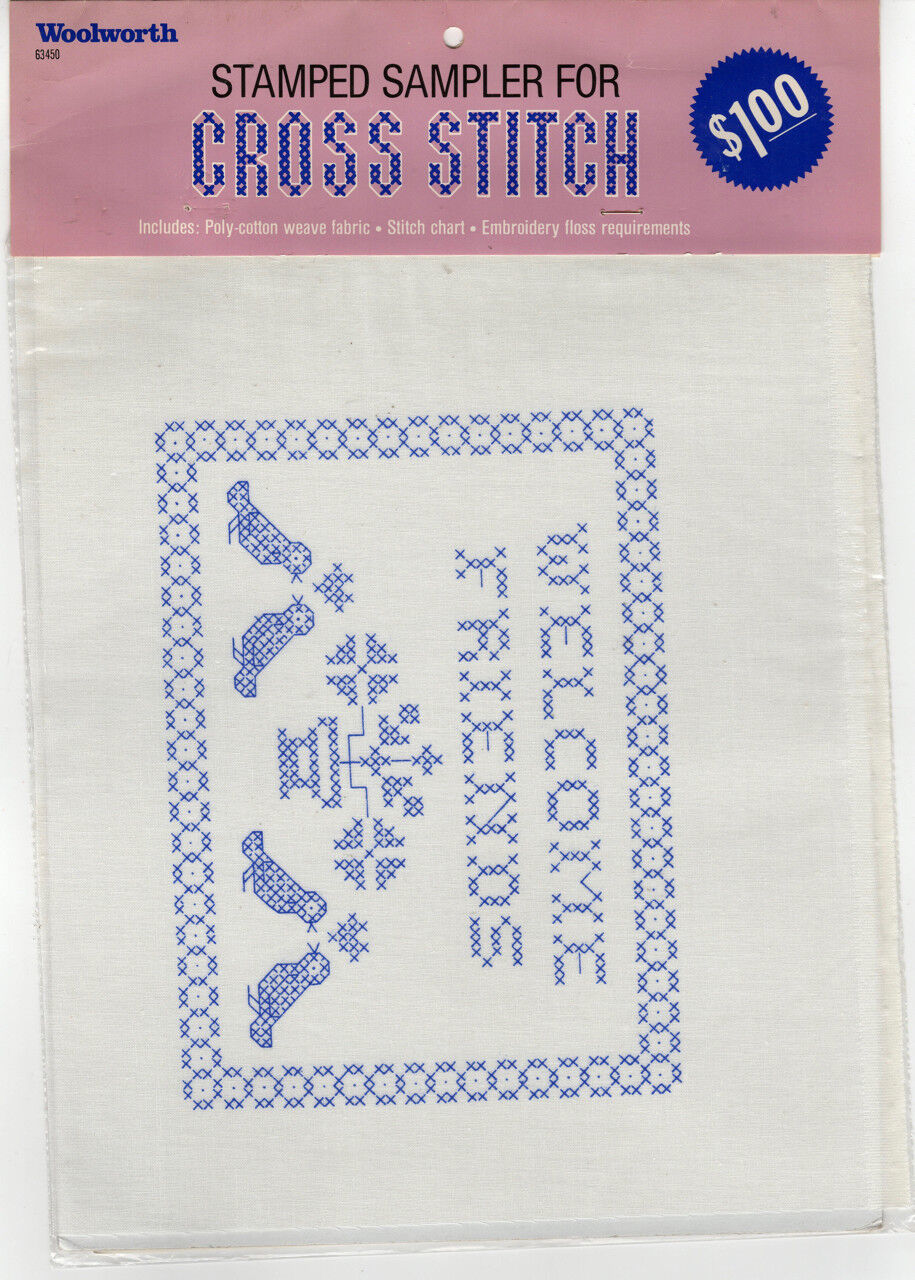 Woolworth
63450
STAMPED SAMPLER FOR
CROSS STITCH
$1.00
Includes: Poly-cotton weave fabric • Stitch chart • Embroidery floss requirements
WELCOME
FRIENDS